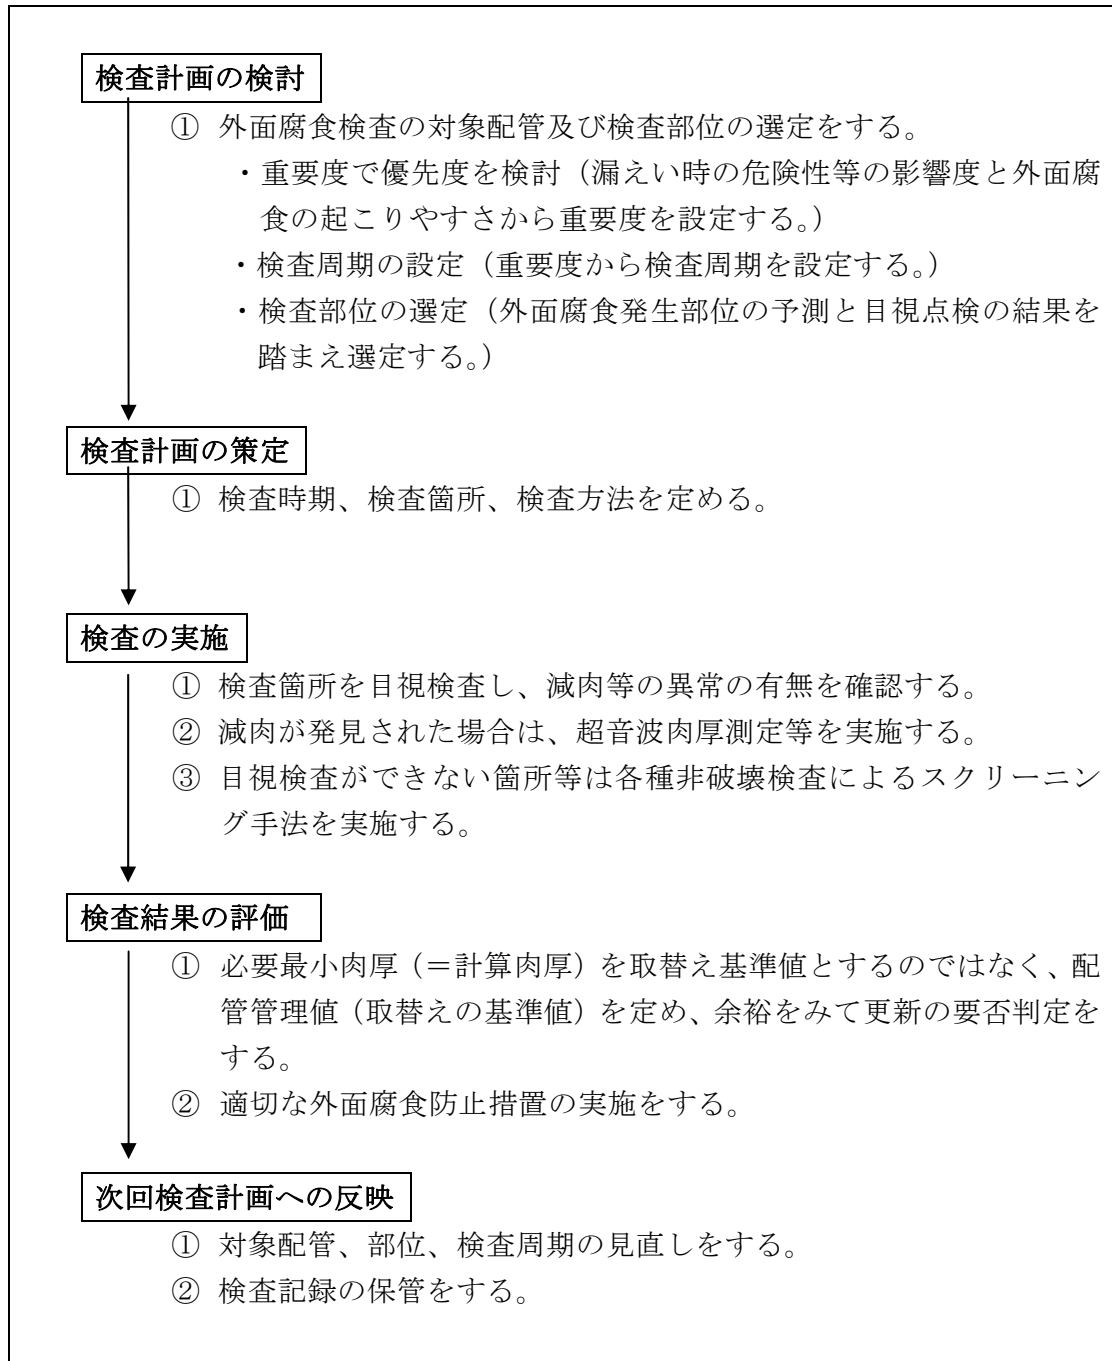 検査計画の検討
① 外面腐食検査の対象配管及び検査部位の選定をする。
・重要度で優先度を検討（漏えい時の危険性等の影響度と外面腐
食の起こりやすさから重要度を設定する。）
・検査周期の設定（重要度から検査周期を設定する。）
・検査部位の選定（外面腐食発生部位の予測と目視点検の結果を
踏まえ選定する。）
検査計画の策定
① 検査時期、検査箇所、検査方法を定める。
検査の実施
① 検査箇所を目視検査し、減肉等の異常の有無を確認する。
② 減肉が発見された場合は、超音波肉厚測定等を実施する。
③ 目視検査ができない箇所等は各種非破壊検査によるスクリーニン
グ手法を実施する。
検査結果の評価
① 必要最小肉厚（＝計算肉厚）を取替え基準値とするのではなく、配
管管理値（取替えの基準値）を定め、余裕をみて更新の要否判定を
する。
② 適切な外面腐食防止措置の実施をする。
次回検査計画への反映
① 対象配管、部位、検査周期の見直しをする。
② 検査記録の保管をする。